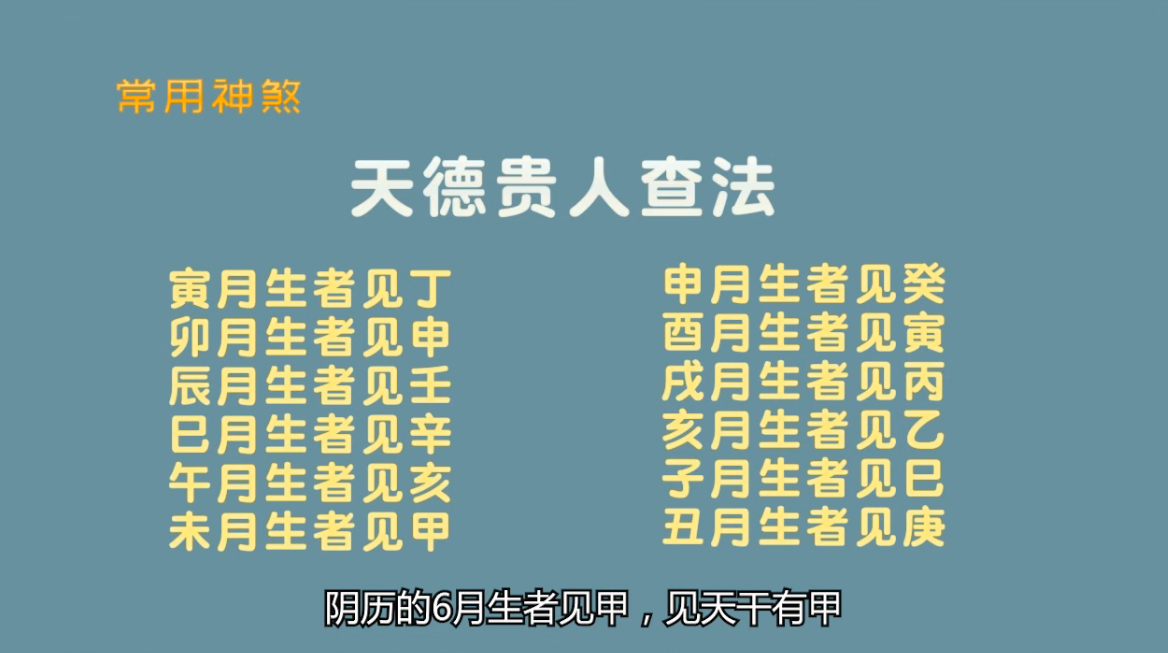 常用神煞
天德贵人查法
寅月生者见丁
卯月生者见申
辰月生者见壬
巳月生者见辛
午月生者见亥
未月生者见甲
申月生者见癸
酉月生者见寅
戌月生者见丙
亥月生者见乙
子月生者见巳
丑月生者见庚
阴历的6月生者见甲，见天干有甲